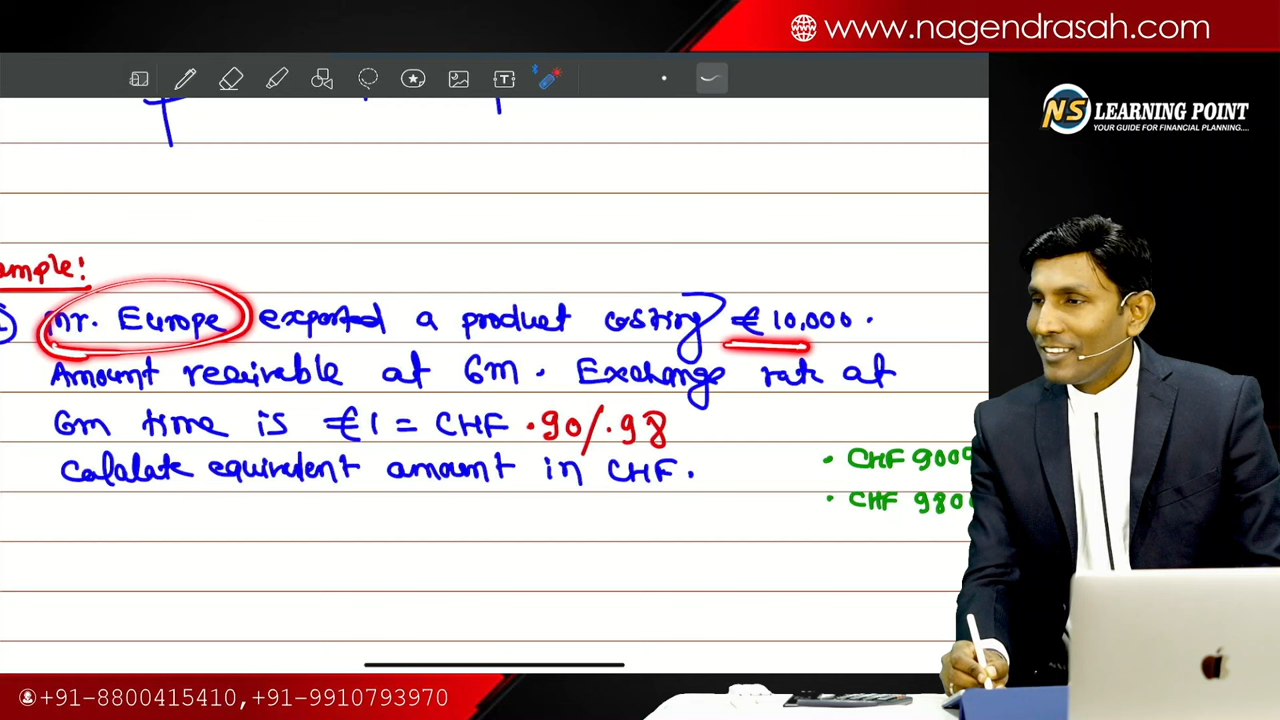 www.nagendrasah.com
NS LEARNING POINT
YOUR GUIDE FOR FINANCIAL PLANNING....
ample!
Mr. Europe exported a product costing € 10,000.
Amount receivable at 6m. Exchange rate at
6m time is €1 = CHF .90/.98
Calalate equivalent amount in CHF.
• CHF 9000
• CHF 980
+91-8800415410,+91-9910793970